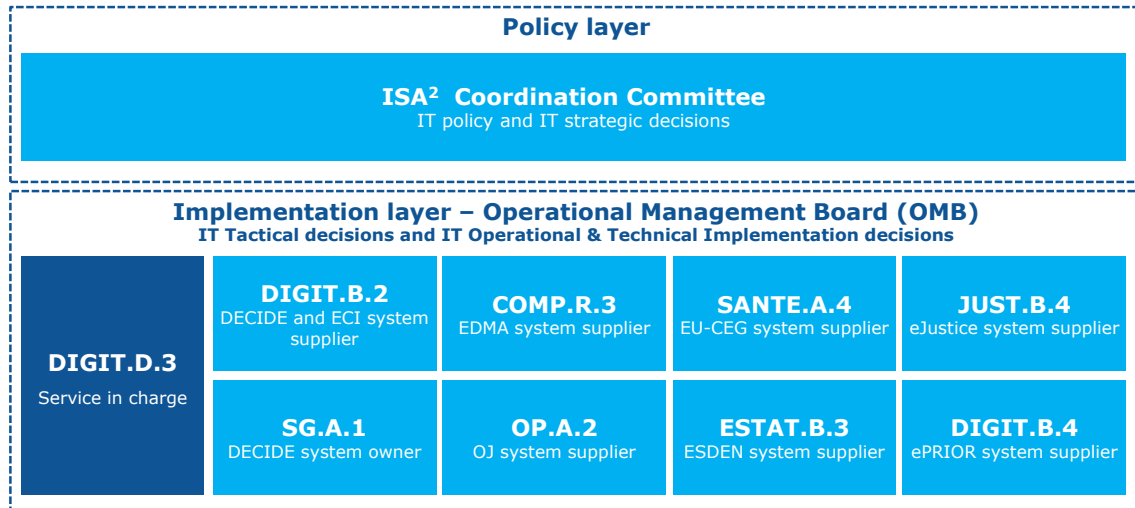 Policy layer
ISA² Coordination Committee
IT policy and IT strategic decisions
Implementation layer – Operational Management Board (OMB)
IT Tactical decisions and IT Operational & Technical Implementation decisions
DIGIT.D.3
Service in charge
DIGIT.B.2
DECIDE and ECI system
supplier
COMP.R.3
EDMA system supplier
SANTE.A.4
EU-CEG system supplier
JUST.B.4
eJustice system supplier
SG.A.1
DECIDE system owner
OP.A.2
OJ system supplier
ESTAT.B.3
ESDEN system supplier
DIGIT.B.4
ePRIOR system supplier